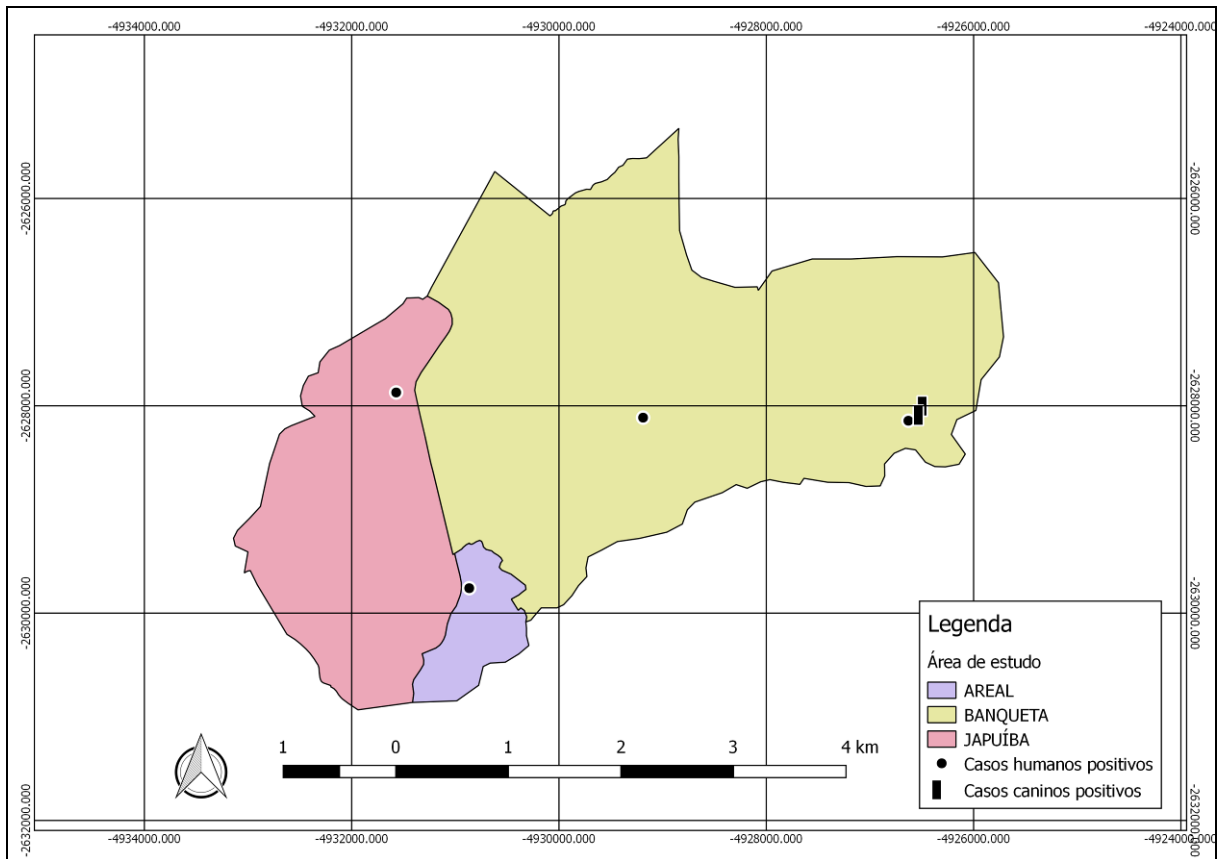 -4934000.000 -4932000.000 -4930000.000 -4928000.000 -4926000.000 -4924000.000
-2626000.000 -2626000.000
-2628000.000 -2628000.000
-2630000.000 -2630000.000
Legenda
Área de estudo
AREAL
BANQUETA
JAPUÍBA
Casos humanos positivos
Casos caninos positivos
1 0 1 2 3 4 km
-2632000.000 -2632000.000
-4934000.000 -4932000.000 -4930000.000 -4928000.000 -4926000.000 -4924000.000